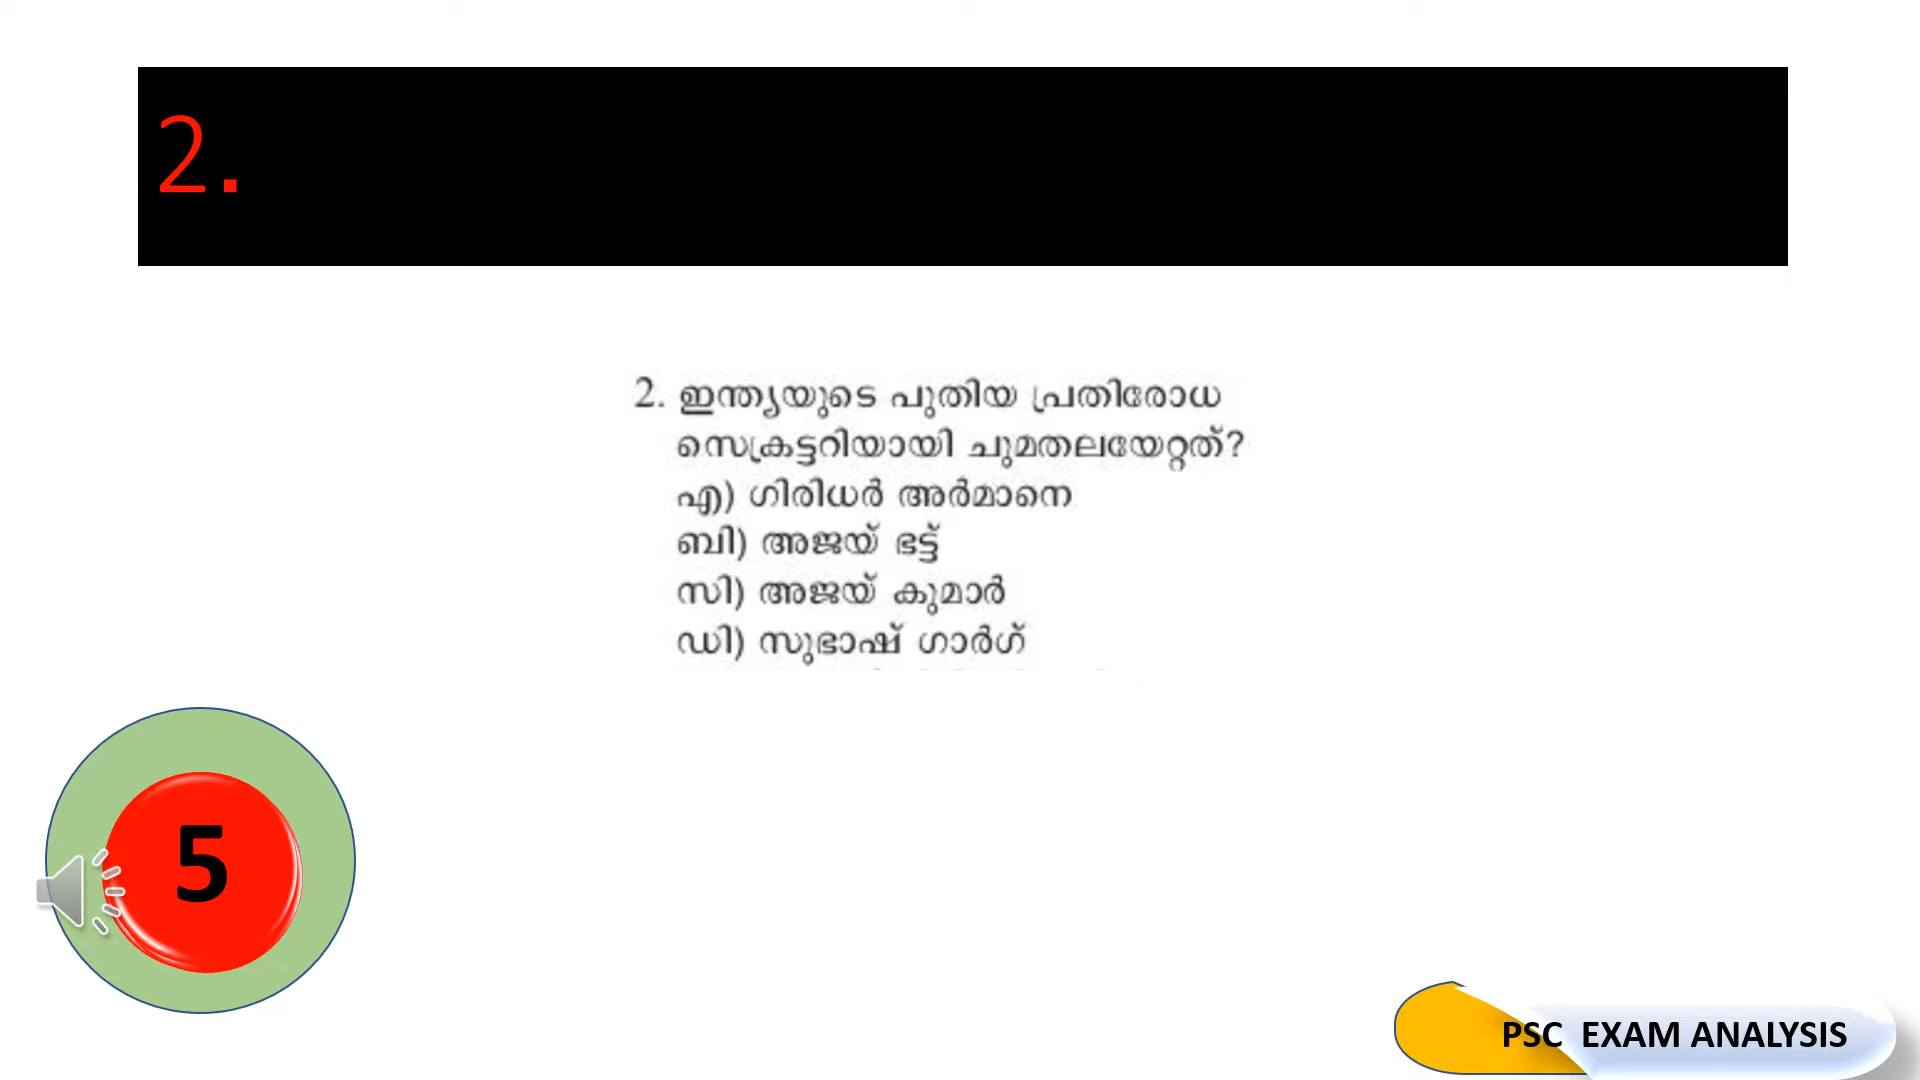 2.
2. ഇന്ത്യയുടെ പുതിയ പ്രതിരോധ
സെക്രട്ടറിയായി ചുമതലയേറ്റത്?
എ) ഗിരിധർ അർമാനെ
ബി) അജയ് ഭട്ട്
സി) അജയ് കുമാർ
ഡി) സുഭാഷ് ഗാർഗ്
5
PSC EXAM ANALYSIS